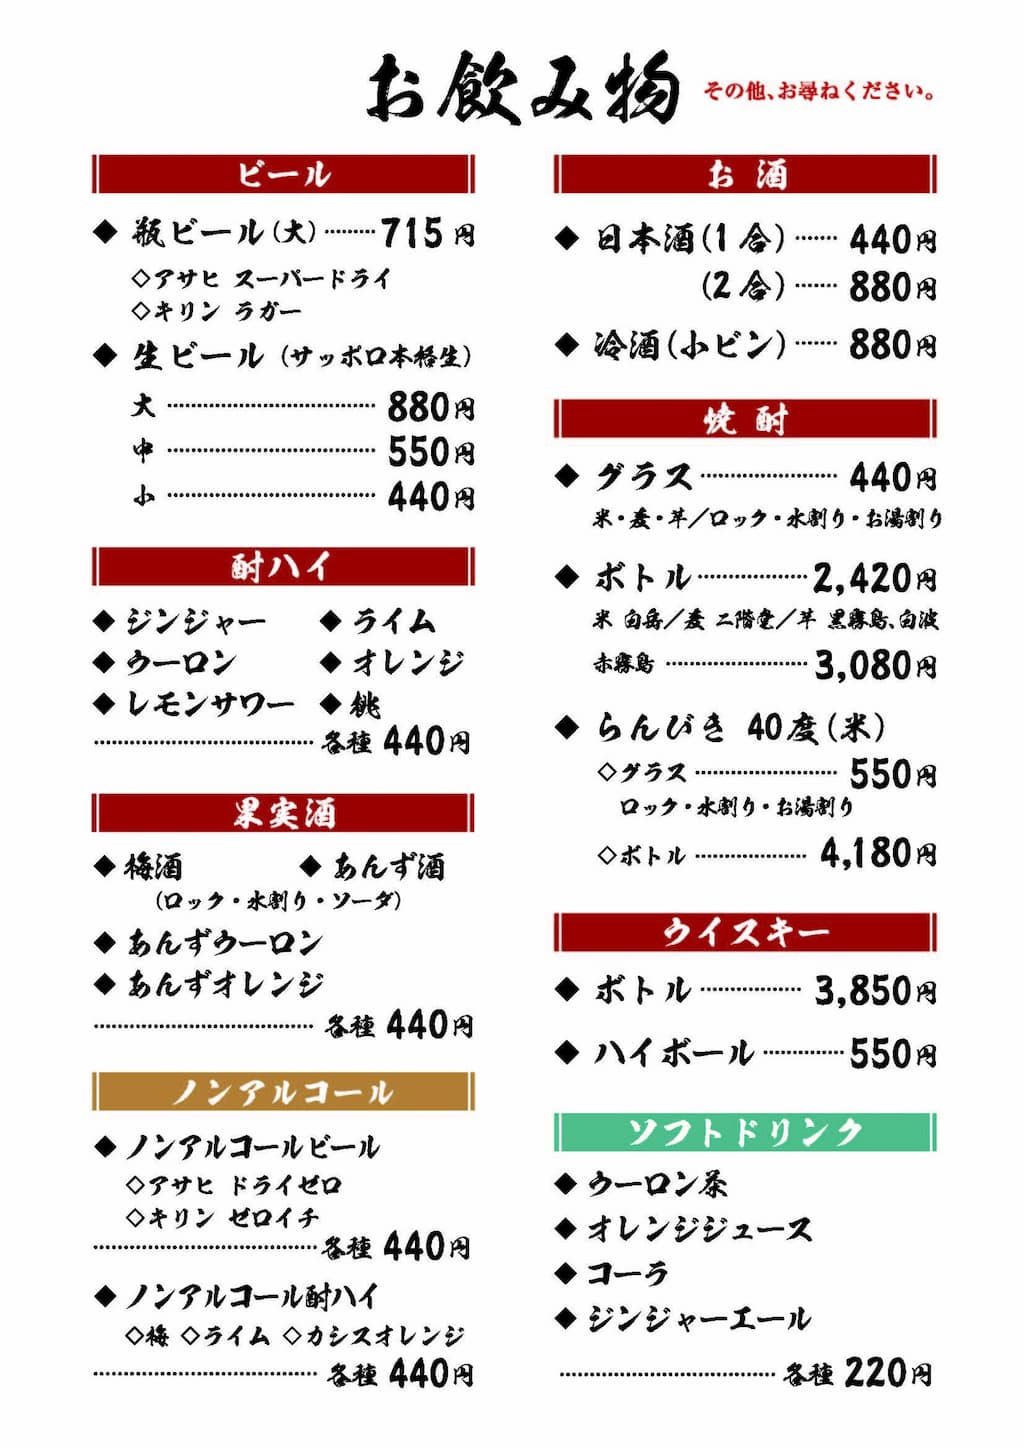 お飲み物
その他、お尋ねください。
ビール
◆ 瓶ビール(大)………715円
◇アサヒ スーパードライ
◇キリン ラガー
◆ 生ビール (サッポロ本格生)
大 ………………………… 880円
中 ………………………… 550円
小 ………………………… 440円
酎ハイ
◆ ジンジャー ◆ ライム
◆ ウーロン ◆ オレンジ
◆ レモンサワー ◆ 桃
………………………… 各種 440円
果実酒
◆ 梅酒 ◆ あんず酒
(ロック・水割り・ソーダ)
◆ あんずウーロン
◆ あんずオレンジ
………………………… 各種 440円
ノンアルコール
◆ ノンアルコールビール
◇アサヒ ドライゼロ
◇キリン ゼロイチ
………………………… 各種 440円
◆ ノンアルコール酎ハイ
◇梅 ◇ライム ◇カシスオレンジ
………………………… 各種 440円
お酒
◆ 日本酒(1合) …… 440円
(2合) …… 880円
◆ 冷酒(小ビン) …… 880円
焼酎
◆ グラス ……………… 440円
米・麦・芋/ロック・水割り・お湯割り
◆ ボトル …………… 2,420円
米 白岳/麦 二階堂/芋 黒霧島、白波
赤霧島 ……………… 3,080円
◆ らんびき 40度(米)
◇グラス ……………… 550円
ロック・水割り・お湯割り
◇ボトル …………… 4,180円
ウイスキー
◆ ボトル ………… 3,850円
◆ ハイボール ………… 550円
ソフトドリンク
◆ ウーロン茶
◆ オレンジジュース
◆ コーラ
◆ ジンジャーエール
………………………… 各種 220円